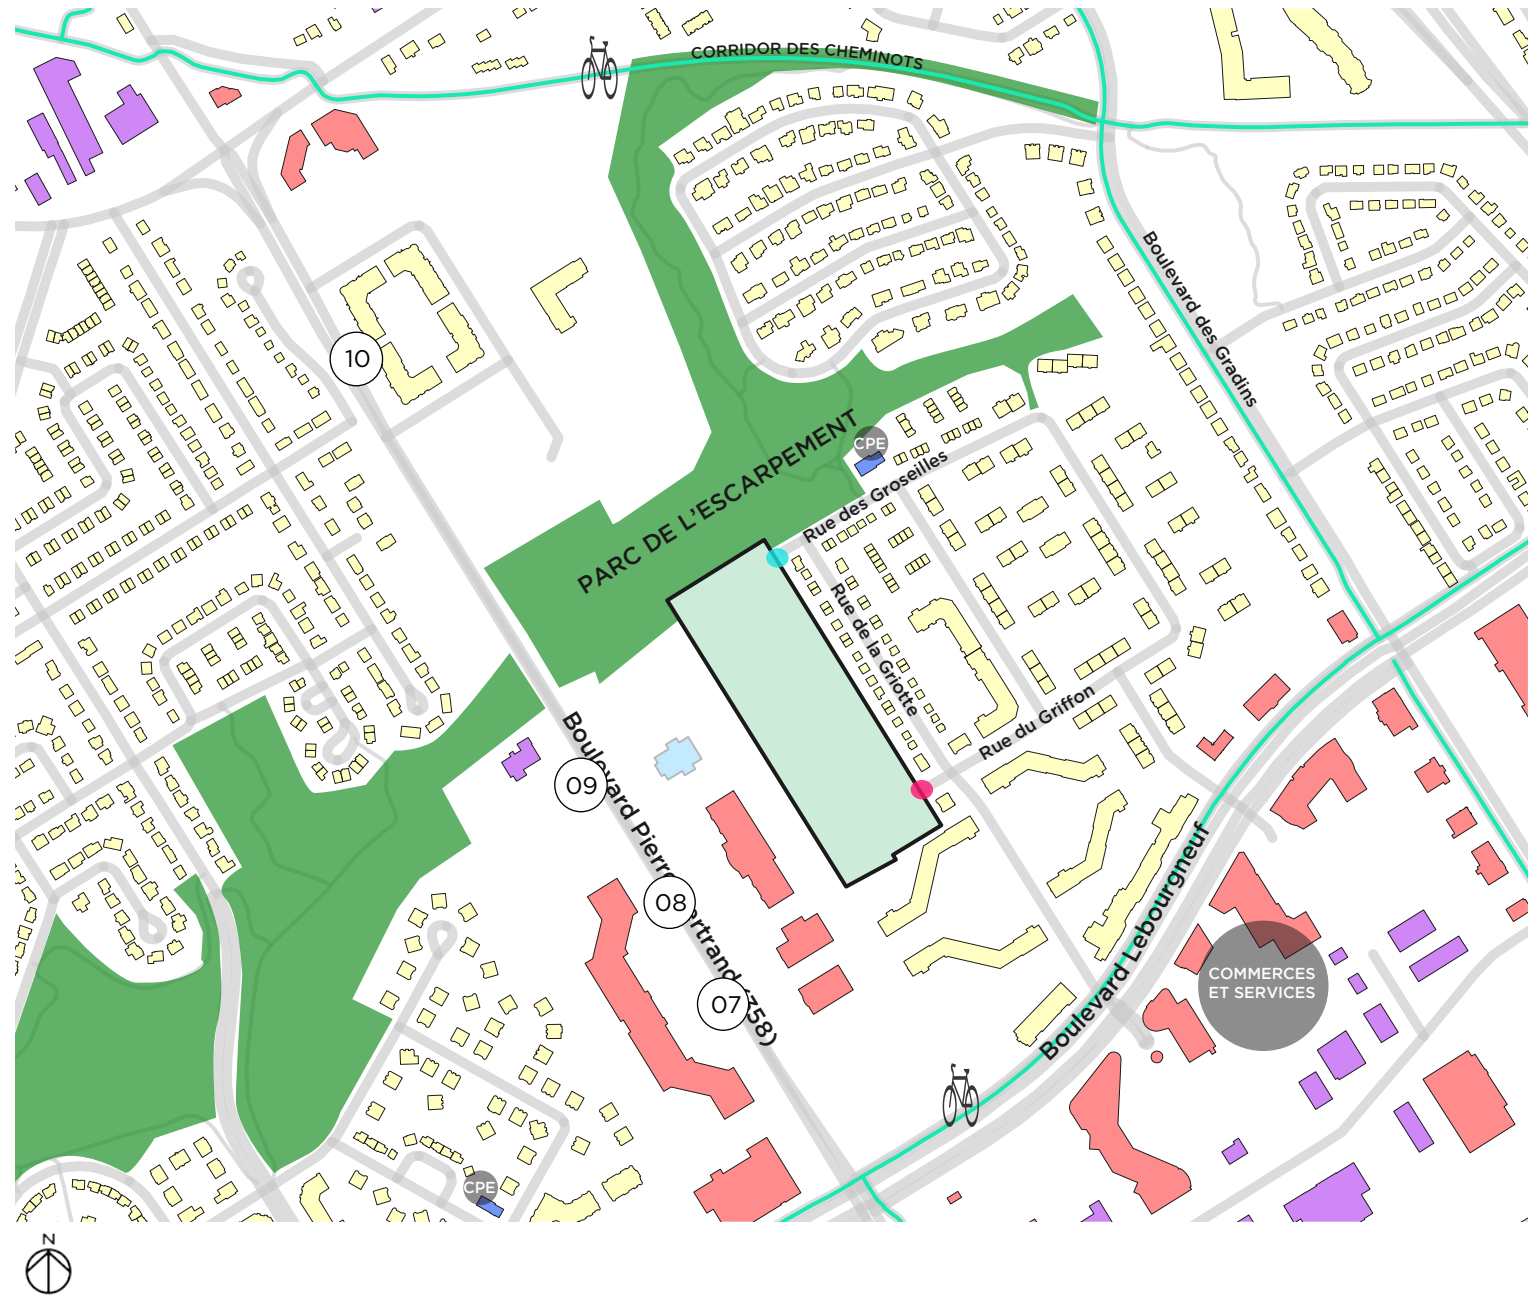 CORRIDOR DES CHEMINOTS
Boulevard des Gradins
10
PARC DE L'ESCARPEMENT
CPE
Rue des Groseilles
Rue de la Griotte
Rue du Griffon
Boulevard Pierre-Bertrand (358)
09
08
07
Boulevard Lebourgneuf
COMMERCES
ET SERVICES
CPE
N